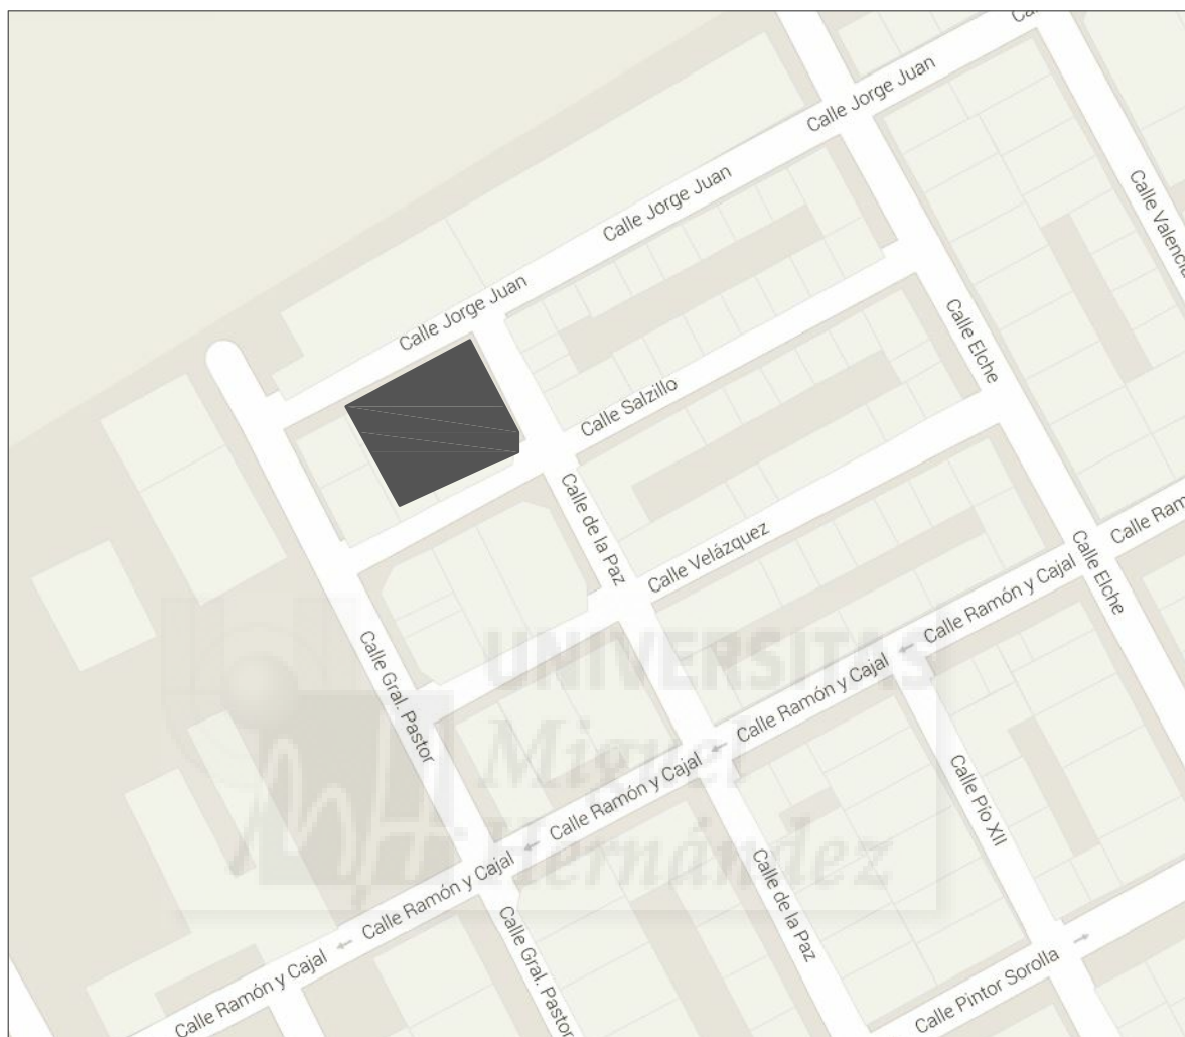 Calle Jorge Juan
Calle Jorge Juan
Calle Jorge Juan
Calle Valencia
Calle Elche
Calle Salzillo
Calle de la Paz
Calle Velázquez
Calle Ram
Calle Elche
Calle Ramón y Cajal
Calle Ramón y Cajal
Calle Gral. Pastor
UNIVERSITAS
Miguel
Hernández
Calle Ramón y Cajal
Calle Pío XII
Calle Ramón y Cajal
Calle de la Paz
Calle Gral. Pastor
Calle Ramón y Cajal
Calle Pintor Sorolla